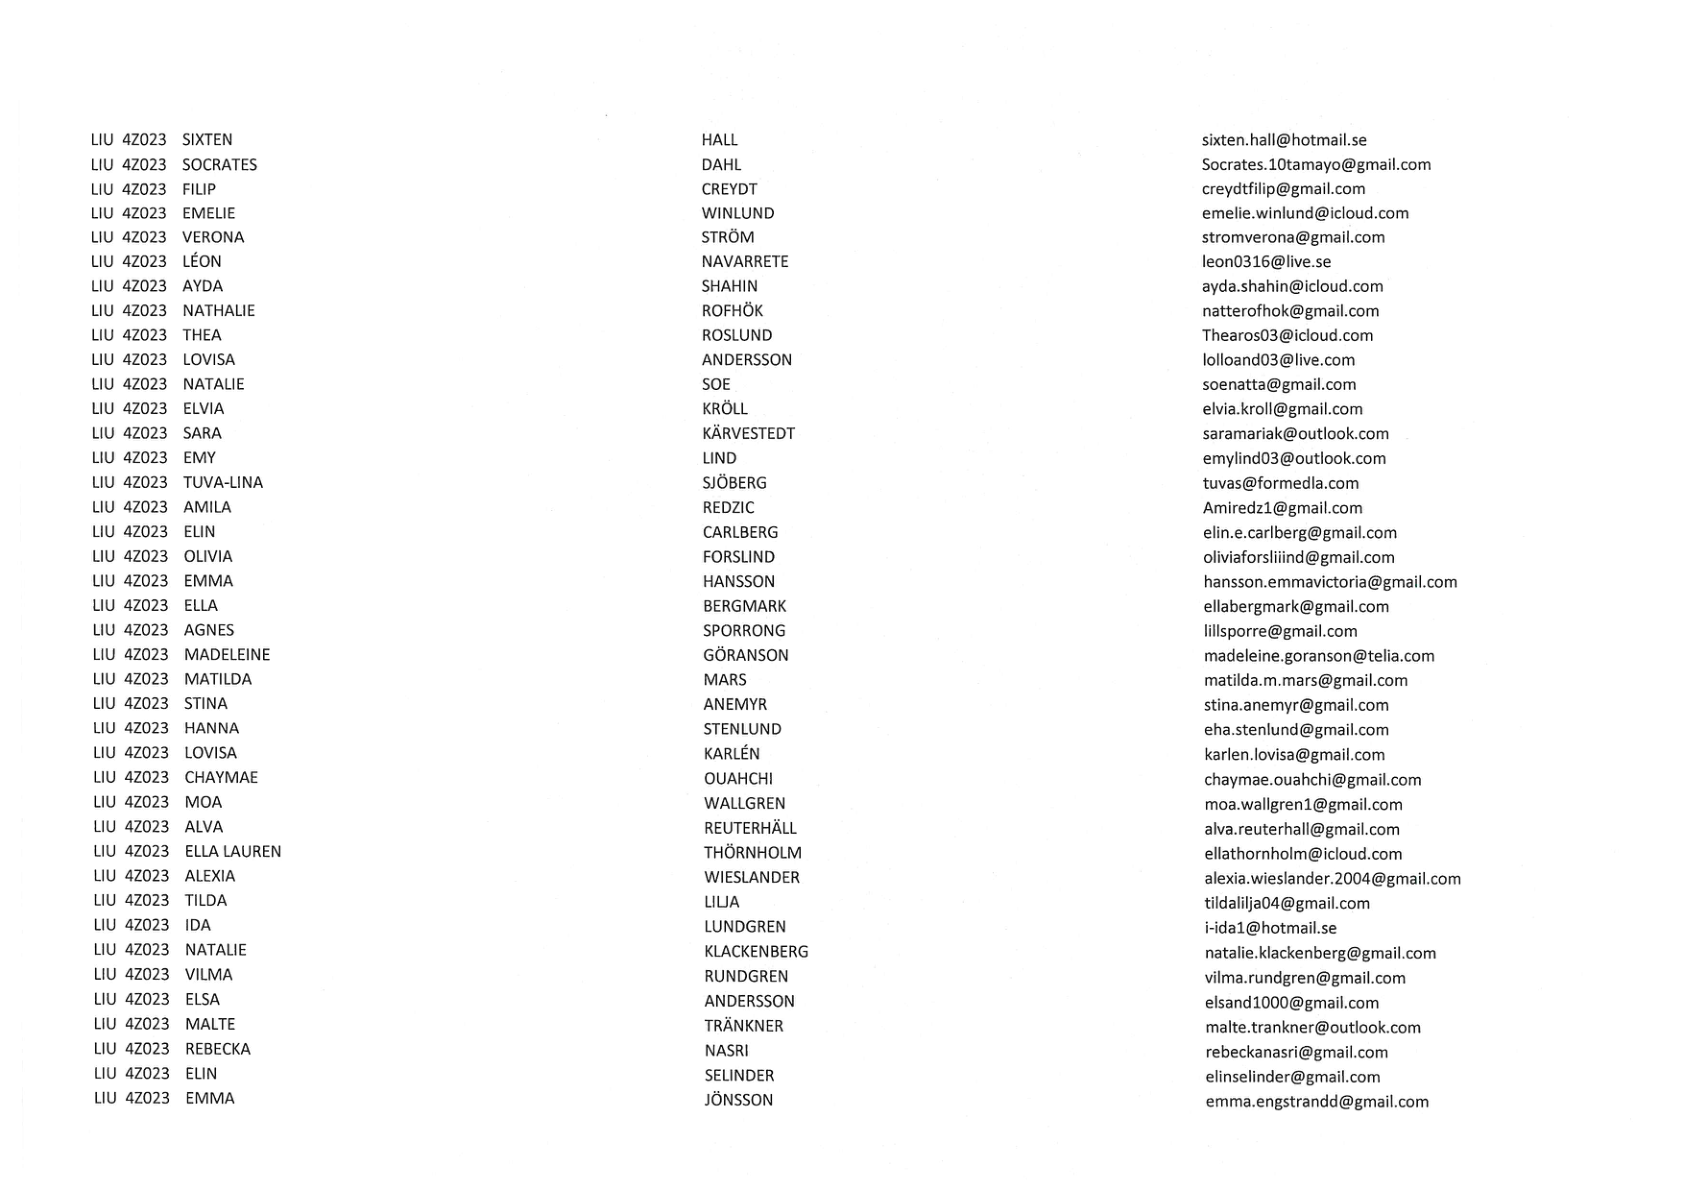 LIU 4Z023 SIXTEN HALL sixten.hall@hotmail.se
LIU 4Z023 SOCRATES DAHL Socrates.10tamayo@gmail.com
LIU 4Z023 FILIP CREYDT creydtfilip@gmail.com
LIU 4Z023 EMELIE WINLUND emelie.winlund@icloud.com
LIU 4Z023 VERONA STRÖM stromverona@gmail.com
LIU 4Z023 LÉON NAVARRETE leon0316@live.se
LIU 4Z023 AYDA SHAHIN ayda.shahin@icloud.com
LIU 4Z023 NATHALIE ROFHÖK natterofhok@gmail.com
LIU 4Z023 THEA ROSLUND Thearos03@icloud.com
LIU 4Z023 LOVISA ANDERSSON lolloand03@live.com
LIU 4Z023 NATALIE SOE soenatta@gmail.com
LIU 4Z023 ELVIA KRÖLL elvia.kroll@gmail.com
LIU 4Z023 SARA KÄRVESTEDT saramariak@outlook.com
LIU 4Z023 EMY LIND emylind03@outlook.com
LIU 4Z023 TUVA-LINA SJÖBERG tuvas@formedla.com
LIU 4Z023 AMILA REDZIC Amiredz1@gmail.com
LIU 4Z023 ELIN CARLBERG elin.e.carlberg@gmail.com
LIU 4Z023 OLIVIA FORSLIND oliviaforsliiind@gmail.com
LIU 4Z023 EMMA HANSSON hansson.emmavictoria@gmail.com
LIU 4Z023 ELLA BERGMARK ellabergmark@gmail.com
LIU 4Z023 AGNES SPORRONG lillsporre@gmail.com
LIU 4Z023 MADELEINE GÖRANSON madeleine.goranson@telia.com
LIU 4Z023 MATILDA MARS matilda.m.mars@gmail.com
LIU 4Z023 STINA ANEMYR stina.anemyr@gmail.com
LIU 4Z023 HANNA STENLUND eha.stenlund@gmail.com
LIU 4Z023 LOVISA KARLÉN karlen.lovisa@gmail.com
LIU 4Z023 CHAYMAE OUAHCHI chaymae.ouahchi@gmail.com
LIU 4Z023 MOA WALLGREN moa.wallgren1@gmail.com
LIU 4Z023 ALVA REUTERHÄLL alva.reuterhall@gmail.com
LIU 4Z023 ELLA LAUREN THÖRNHOLM ellathornholm@icloud.com
LIU 4Z023 ALEXIA WIESLANDER alexia.wieslander.2004@gmail.com
LIU 4Z023 TILDA LILJA tildalilja04@gmail.com
LIU 4Z023 IDA LUNDGREN i-ida1@hotmail.se
LIU 4Z023 NATALIE KLACKENBERG natalie.klackenberg@gmail.com
LIU 4Z023 VILMA RUNDGREN vilma.rundgren@gmail.com
LIU 4Z023 ELSA ANDERSSON elsand1000@gmail.com
LIU 4Z023 MALTE TRÄNKNER malte.trankner@outlook.com
LIU 4Z023 REBECKA NASRI rebeckanasri@gmail.com
LIU 4Z023 ELIN SELINDER elinselinder@gmail.com
LIU 4Z023 EMMA JÖNSSON emma.engstrandd@gmail.com